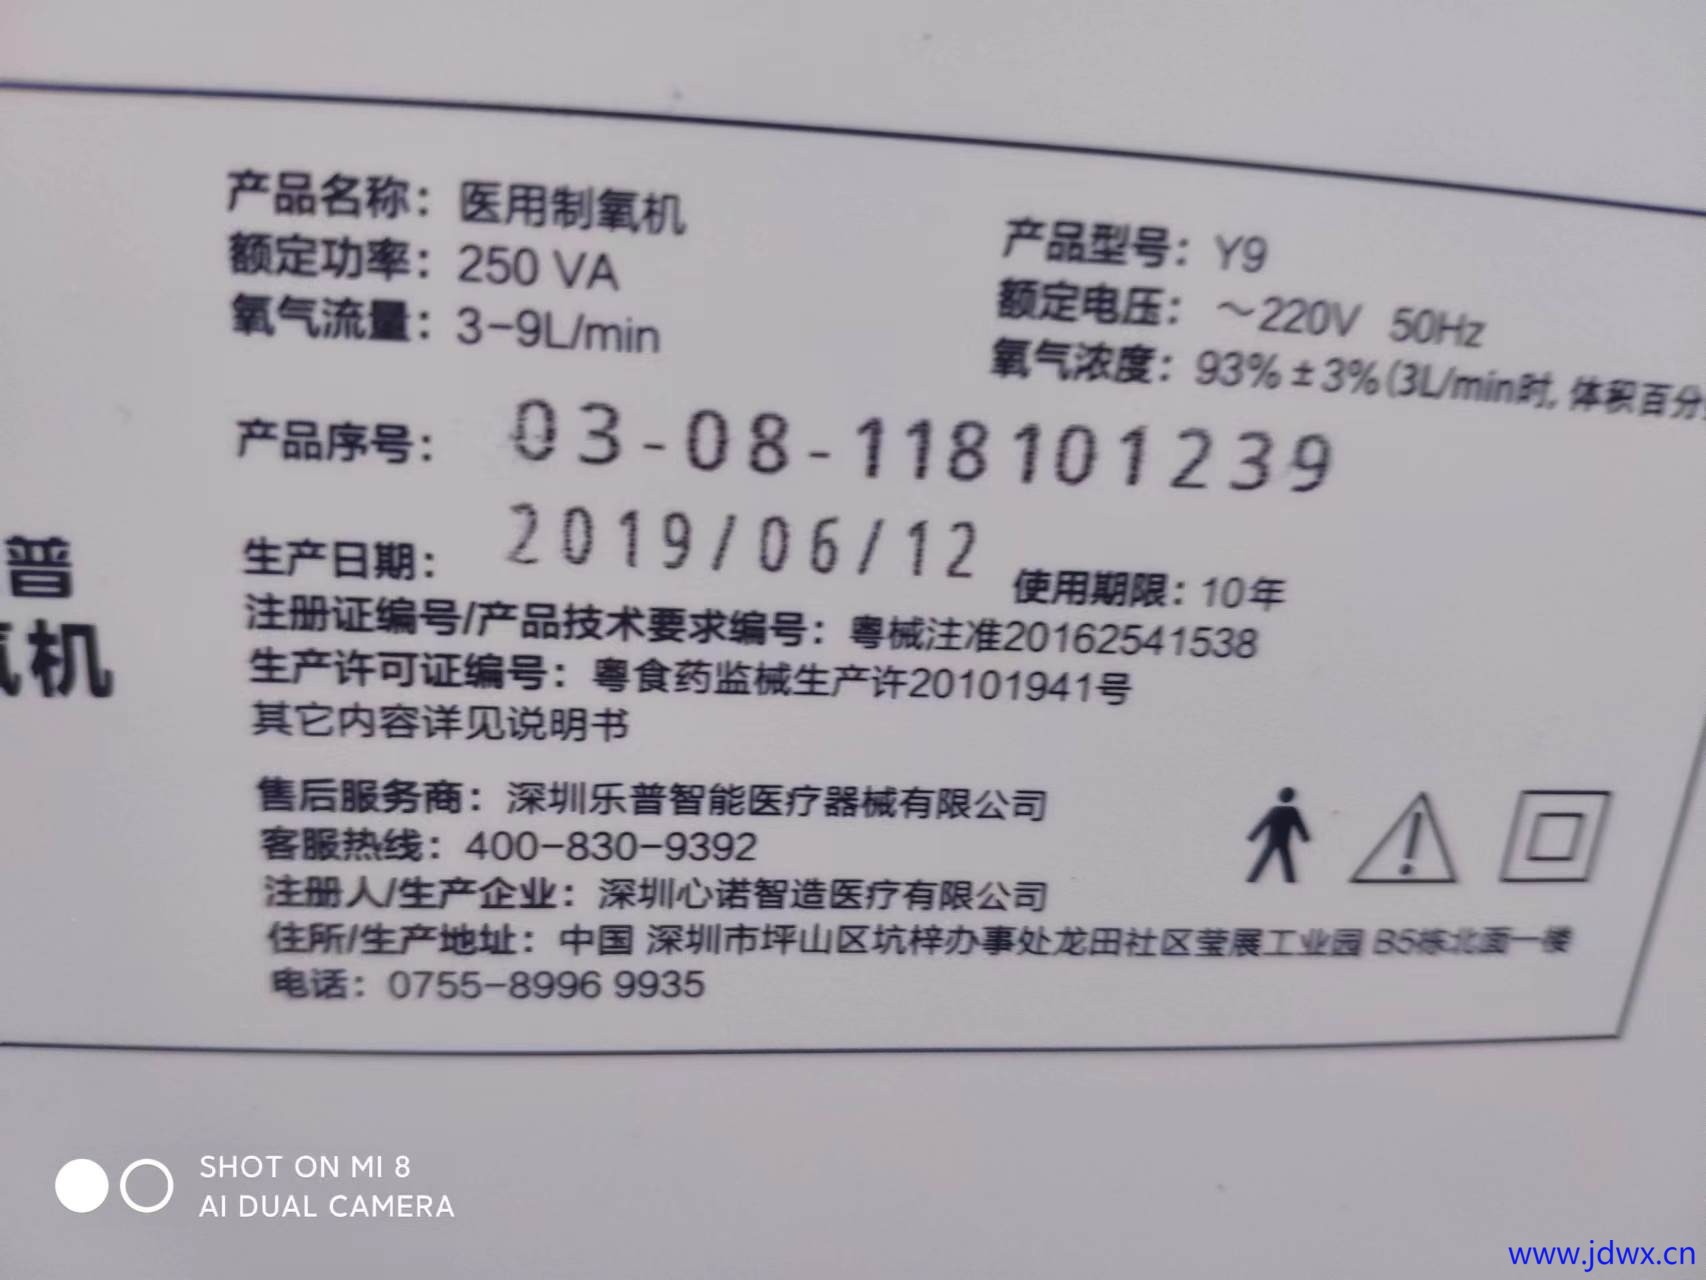 产品名称：医用制氧机
产品型号：Y9
额定功率：250 VA
额定电压：～220V 50Hz
氧气流量：3-9L/min
氧气浓度：93%±3%(3L/min时, 体积百分
产品序号：03-08-118101239
生产日期：2019/06/12
使用期限：10年
注册证编号/产品技术要求编号：粤械注准20162541538
生产许可证编号：粤食药监械生产许20101941号
其它内容详见说明书
普
机
售后服务商：深圳乐普智能医疗器械有限公司
客服热线：400-830-9392
注册人/生产企业：深圳心诺智造医疗有限公司
住所/生产地址：中国 深圳市坪山区坑梓办事处龙田社区莹展工业园 B5栋北面一楼
电话：0755-8996 9935
SHOT ON MI 8
AI DUAL CAMERA
www.jdwx.cn